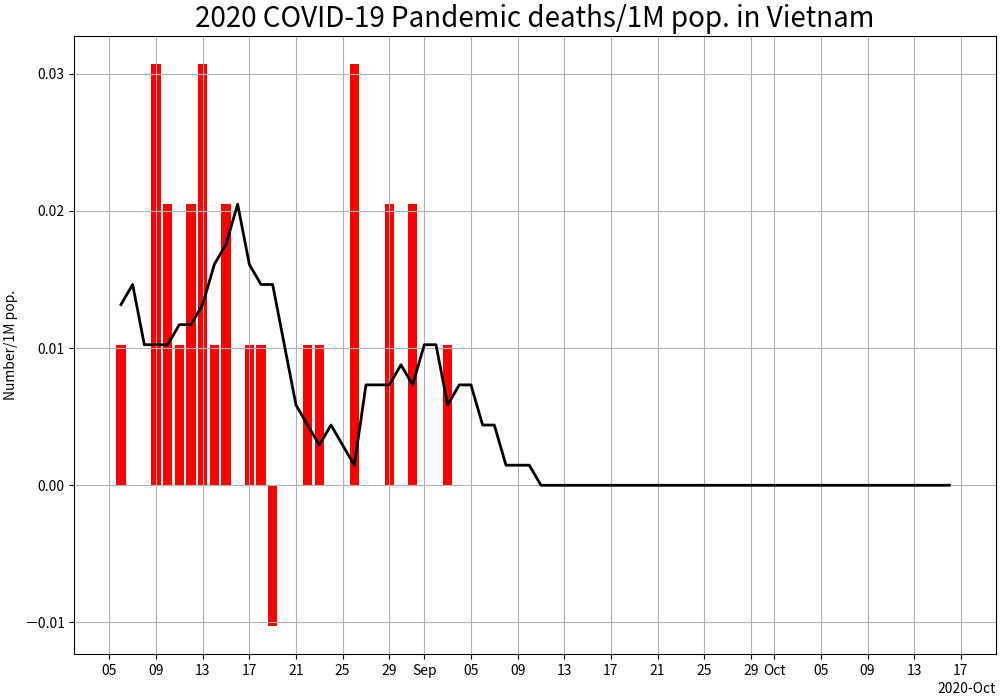 2020 COVID-19 Pandemic deaths/1M pop. in Vietnam
Number/1M pop.
0.03
0.02
0.01
0.00
−0.01
05 09 13 17 21 25 29 Sep 05 09 13 17 21 25 29 Oct 05 09 13 17
2020-Oct